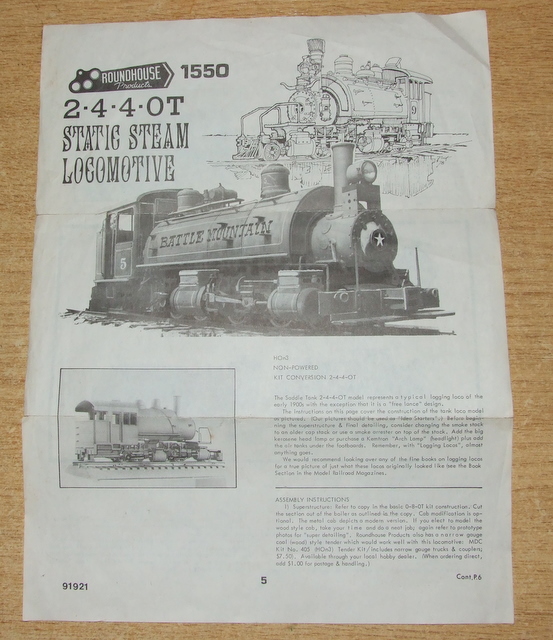 ROUNDHOUSE
Products
1550
2-4-4-OT
STATIC STEAM
LOCOMOTIVE
BATTLE MOUNTAIN
5
HOn3
NON-POWERED
KIT CONVERSION 2-4-4-OT
The Saddle Tank 2-4-4-OT model represents a typical logging loco of the
early 1900s with the exception that it is a "free lance" design.
The instructions on this page cover the construction of the tank loco model
as pictured. (Our pictures should be used as "Idea Starters".) Before begin-
ning the superstructure & final detailing, consider changing the smoke stack
to an older cap stack or use a smoke arrester on top of the stack. Add the big
kerosene head lamp or purchase a Kemtron "Arch Lamp" (headlight) plus add
the air tanks under the footboards. Remember, with "Logging Locos", almost
anything goes.
We would recommend looking over any of the fine books on logging locos
for a true picture of just what these locos originally looked like see the Book
Section in the Model Railroad Magazines.
ASSEMBLY INSTRUCTIONS
1) Superstructure: Refer to copy in the basic 0-8-OT kit construction. Cut
the section out of the boiler as outlined in the copy. Cab modification is op-
tional. The metal cab depicts a modern version. If you elect to model the
wood style cab, take your time and do a neat job; again refer to prototype
photos for "super detailing". Roundhouse Products also has a narrow gauge
coal (wood) style tender which would work well with this locomotive: MDC
Kit No. 403 (HOn3) Tender Kit/Includes narrow gauge trucks & couplers;
$7.50). Available through your local hobby dealer. (When ordering direct,
add $1.00 for postage & handling.)
91921
5
Cont.P.6